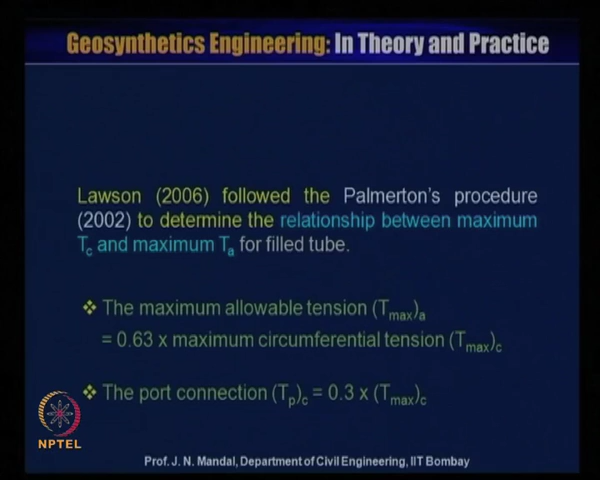 Geosynthetics Engineering: In Theory and Practice
Lawson (2006) followed the Palmerton's procedure
(2002) to determine the relationship between maximum
Tc and maximum Ta for filled tube.
❖ The maximum allowable tension (Tmax)a
= 0.63 x maximum circumferential tension (Tmax)c
❖ The port connection (Tp)c = 0.3 x (Tmax)c
NPTEL
Prof. J. N. Mandal, Department of Civil Engineering, IIT Bombay